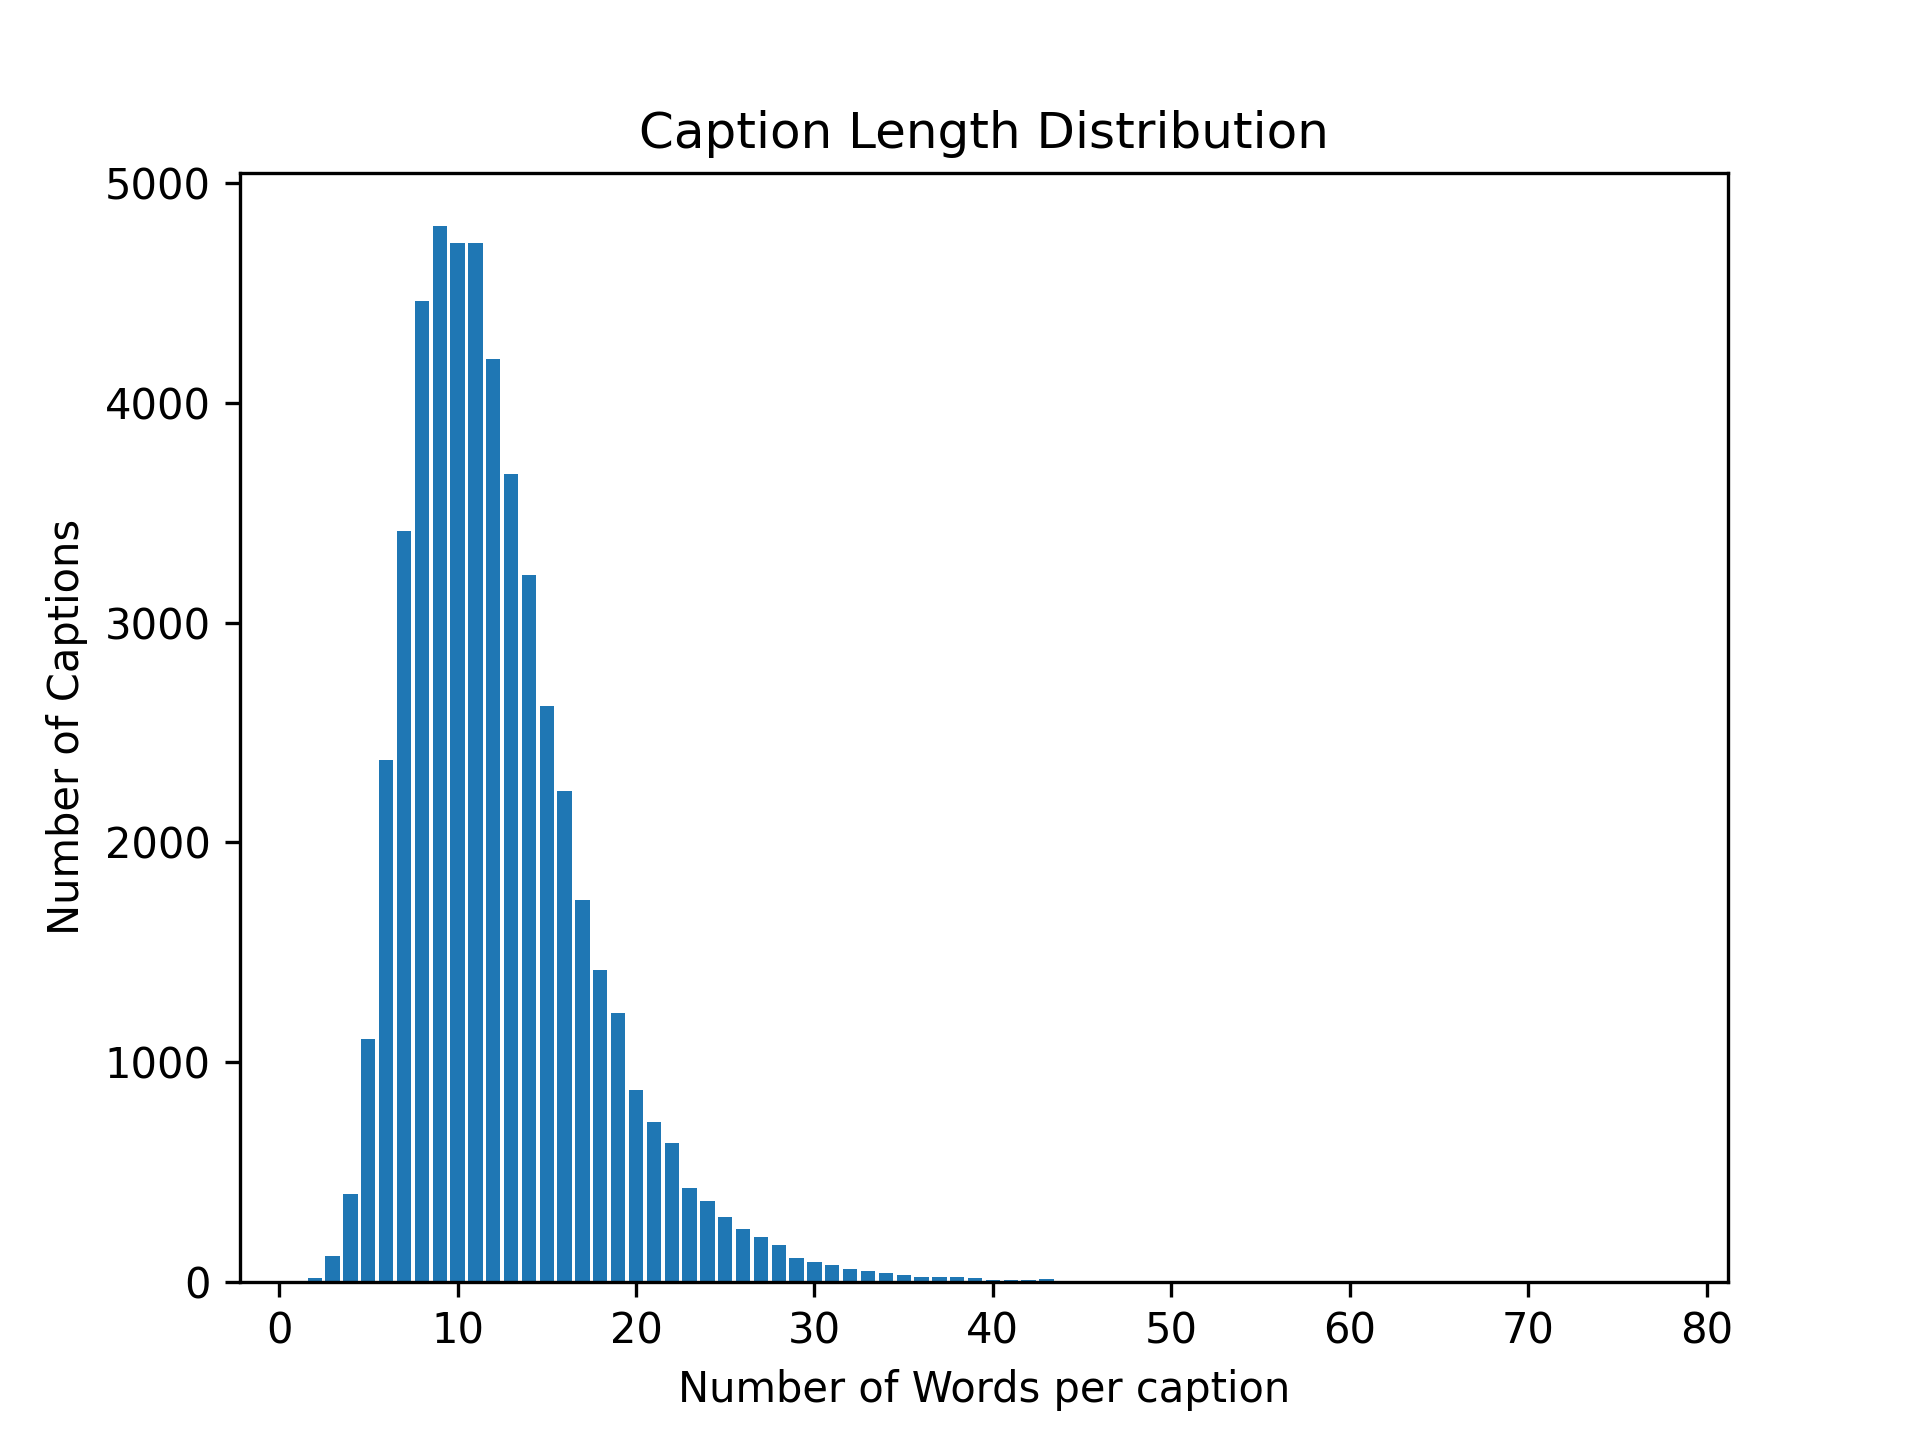 Caption Length Distribution
5000
4000
3000
2000
1000
0
Number of Captions
0 10 20 30 40 50 60 70 80
Number of Words per caption